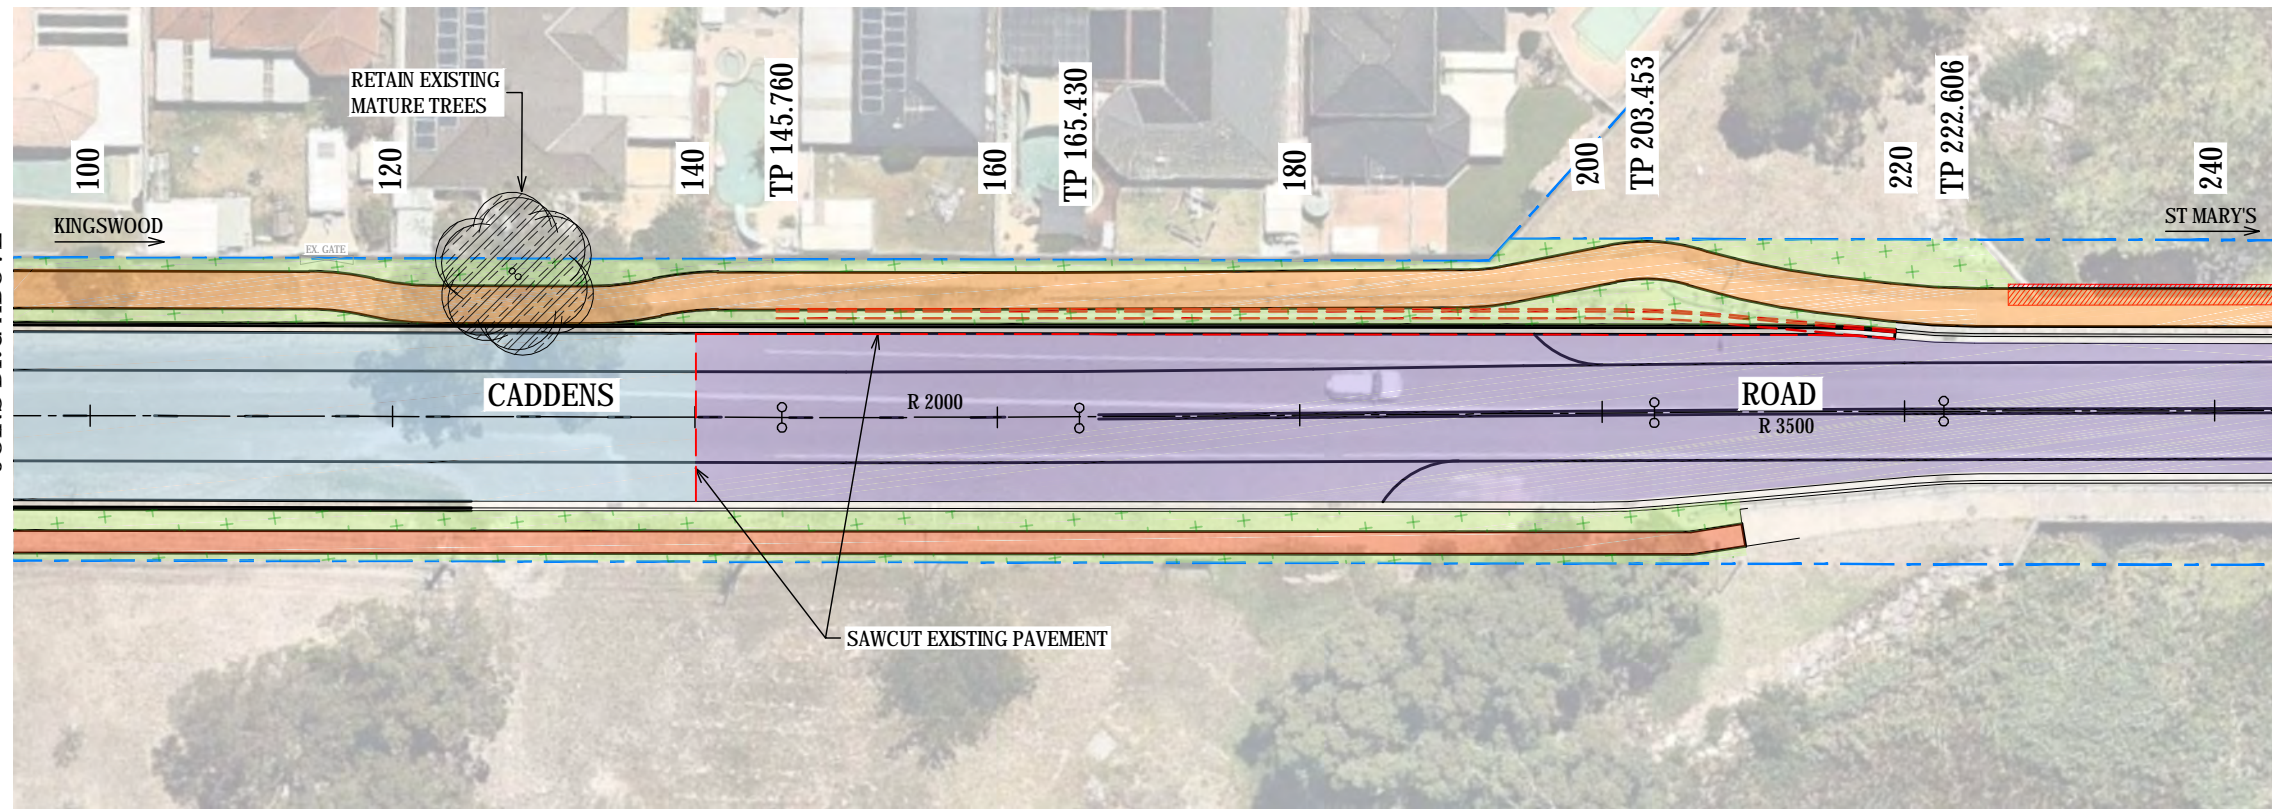 RETAIN EXISTING
MATURE TREES
100
120
140
TP 145.760
160
TP 165.430
180
200
TP 203.453
220
TP 222.606
240
KINGSWOOD
EX. GATE
ST MARY'S
CADDENS
R 2000
ROAD
R 3500
SAWCUT EXISTING PAVEMENT